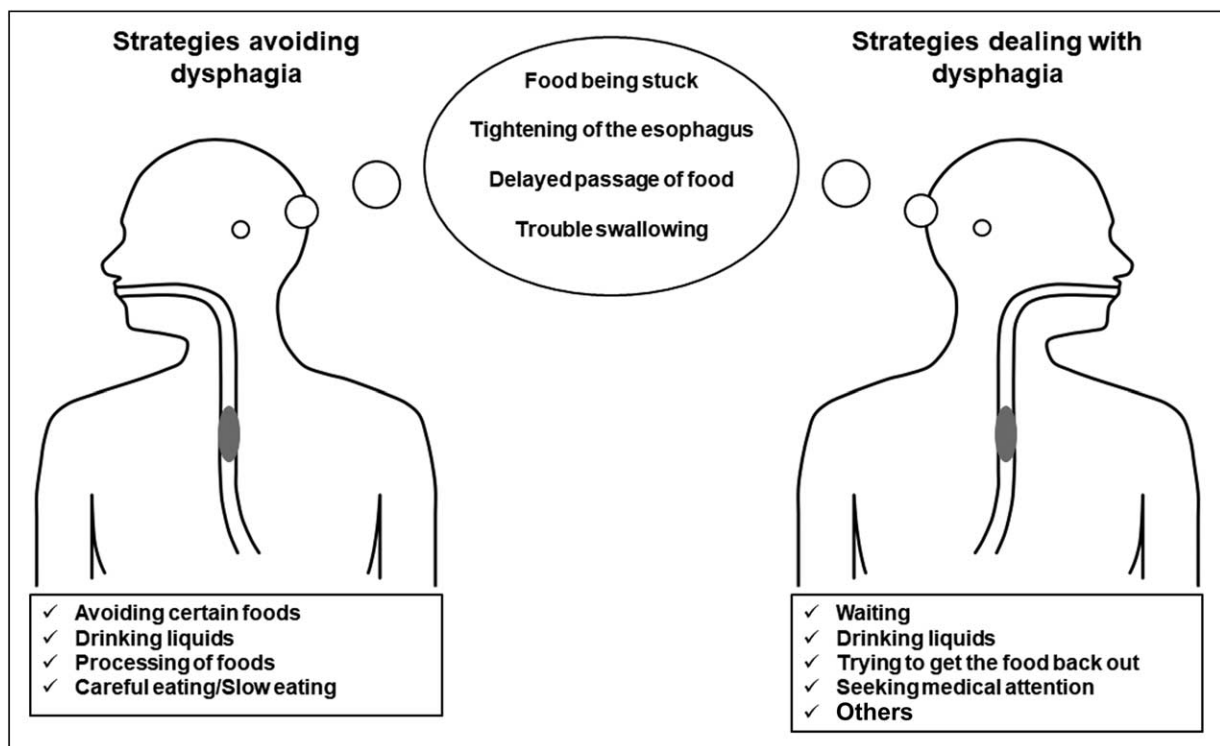 Strategies avoiding
dysphagia
Food being stuck
Tightening of the esophagus
Delayed passage of food
Trouble swallowing
Strategies dealing with
dysphagia
✓ Avoiding certain foods
✓ Drinking liquids
✓ Processing of foods
✓ Careful eating/Slow eating
✓ Waiting
✓ Drinking liquids
✓ Trying to get the food back out
✓ Seeking medical attention
✓ Others